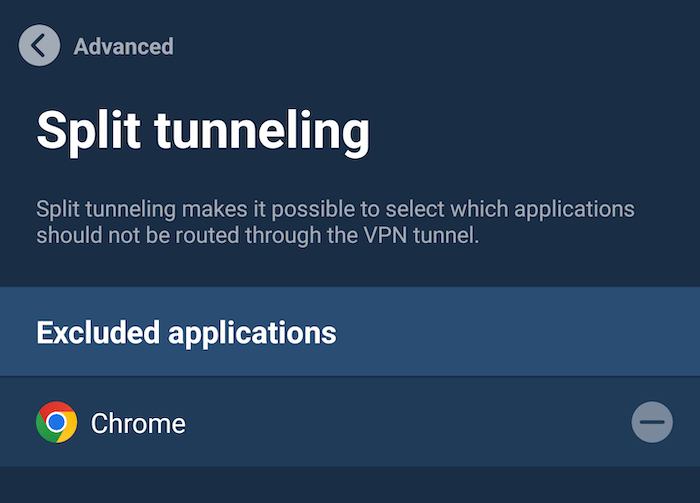 Advanced
Split tunneling
Split tunneling makes it possible to select which applications
should not be routed through the VPN tunnel.
Excluded applications
Chrome